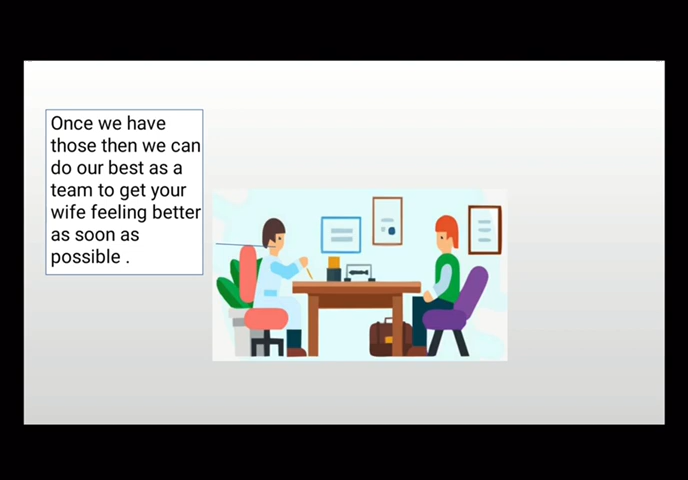 Once we have
those then we can
do our best as a
team to get your
wife feeling better
as soon as
possible .